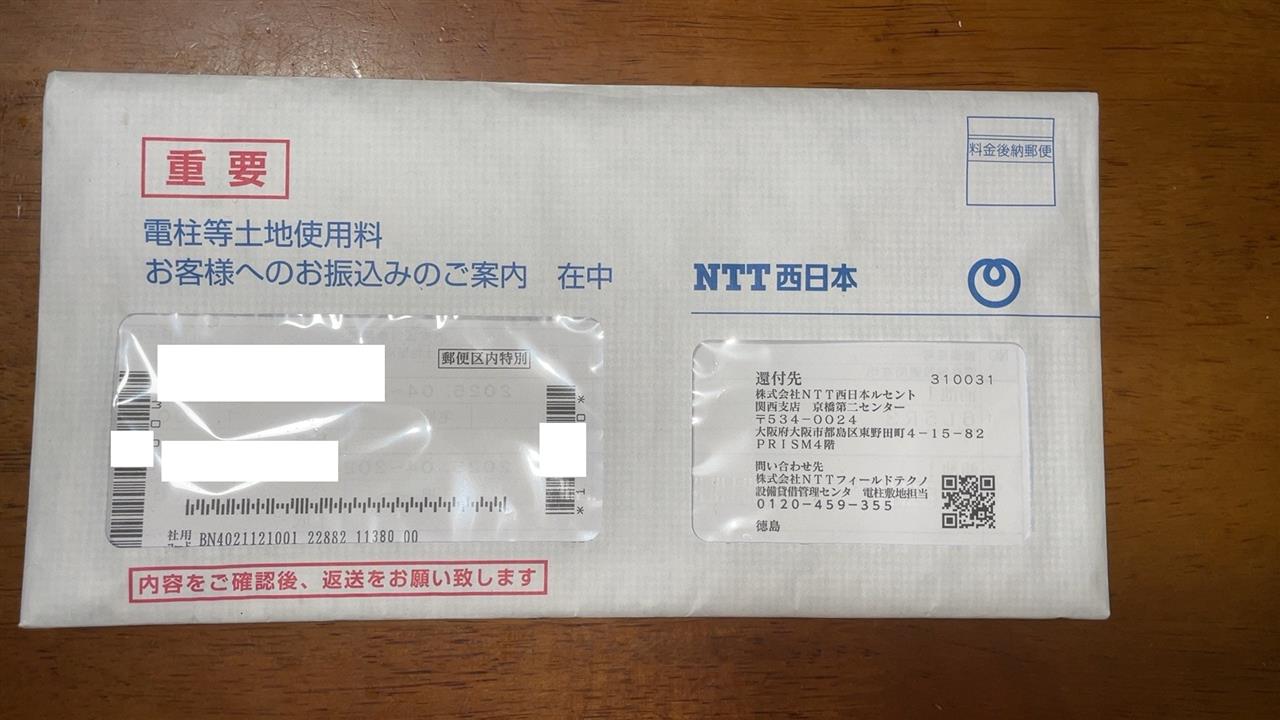 重要
料金後納郵便
電柱等土地使用料
お客様へのお振込みのご案内 在中
NTT西日本
郵便区内特別
社用
コード BN4021121001 22882 11380 00
内容をご確認後、返送をお願い致します
還付先 310031
株式会社NTT西日本ルセント
関西支店 京橋第二センター
〒534-0024
大阪府大阪市都島区東野田町4-15-82
PRISM4階
問い合わせ先
株式会社NTTフィールドテクノ
設備貸借管理センタ 電柱敷地担当
0120-459-355
徳島